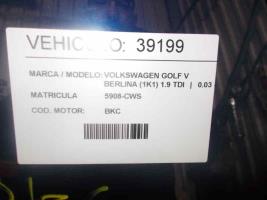 VEHICULO: 39199
MARCA / MODELO: VOLKSWAGEN GOLF V
BERLINA (1K1) 1.9 TDI | 0.03
MATRICULA 5908-CWS
COD. MOTOR: BKC